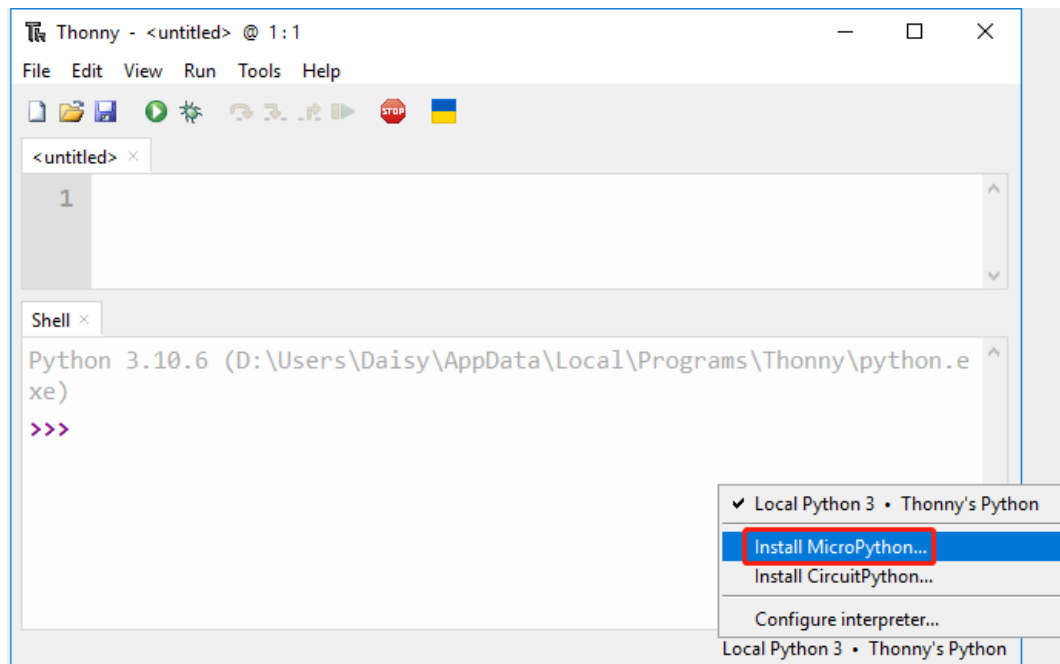 Thonny - <untitled> @ 1:1
File Edit View Run Tools Help
STOP
<untitled>
1
Shell
Python 3.10.6 (D:\Users\Daisy\AppData\Local\Programs\Thonny\python.e
xe)
>>>
✓ Local Python 3 • Thonny's Python
Install MicroPython...
Install CircuitPython...
Configure interpreter...
Local Python 3 • Thonny's Python